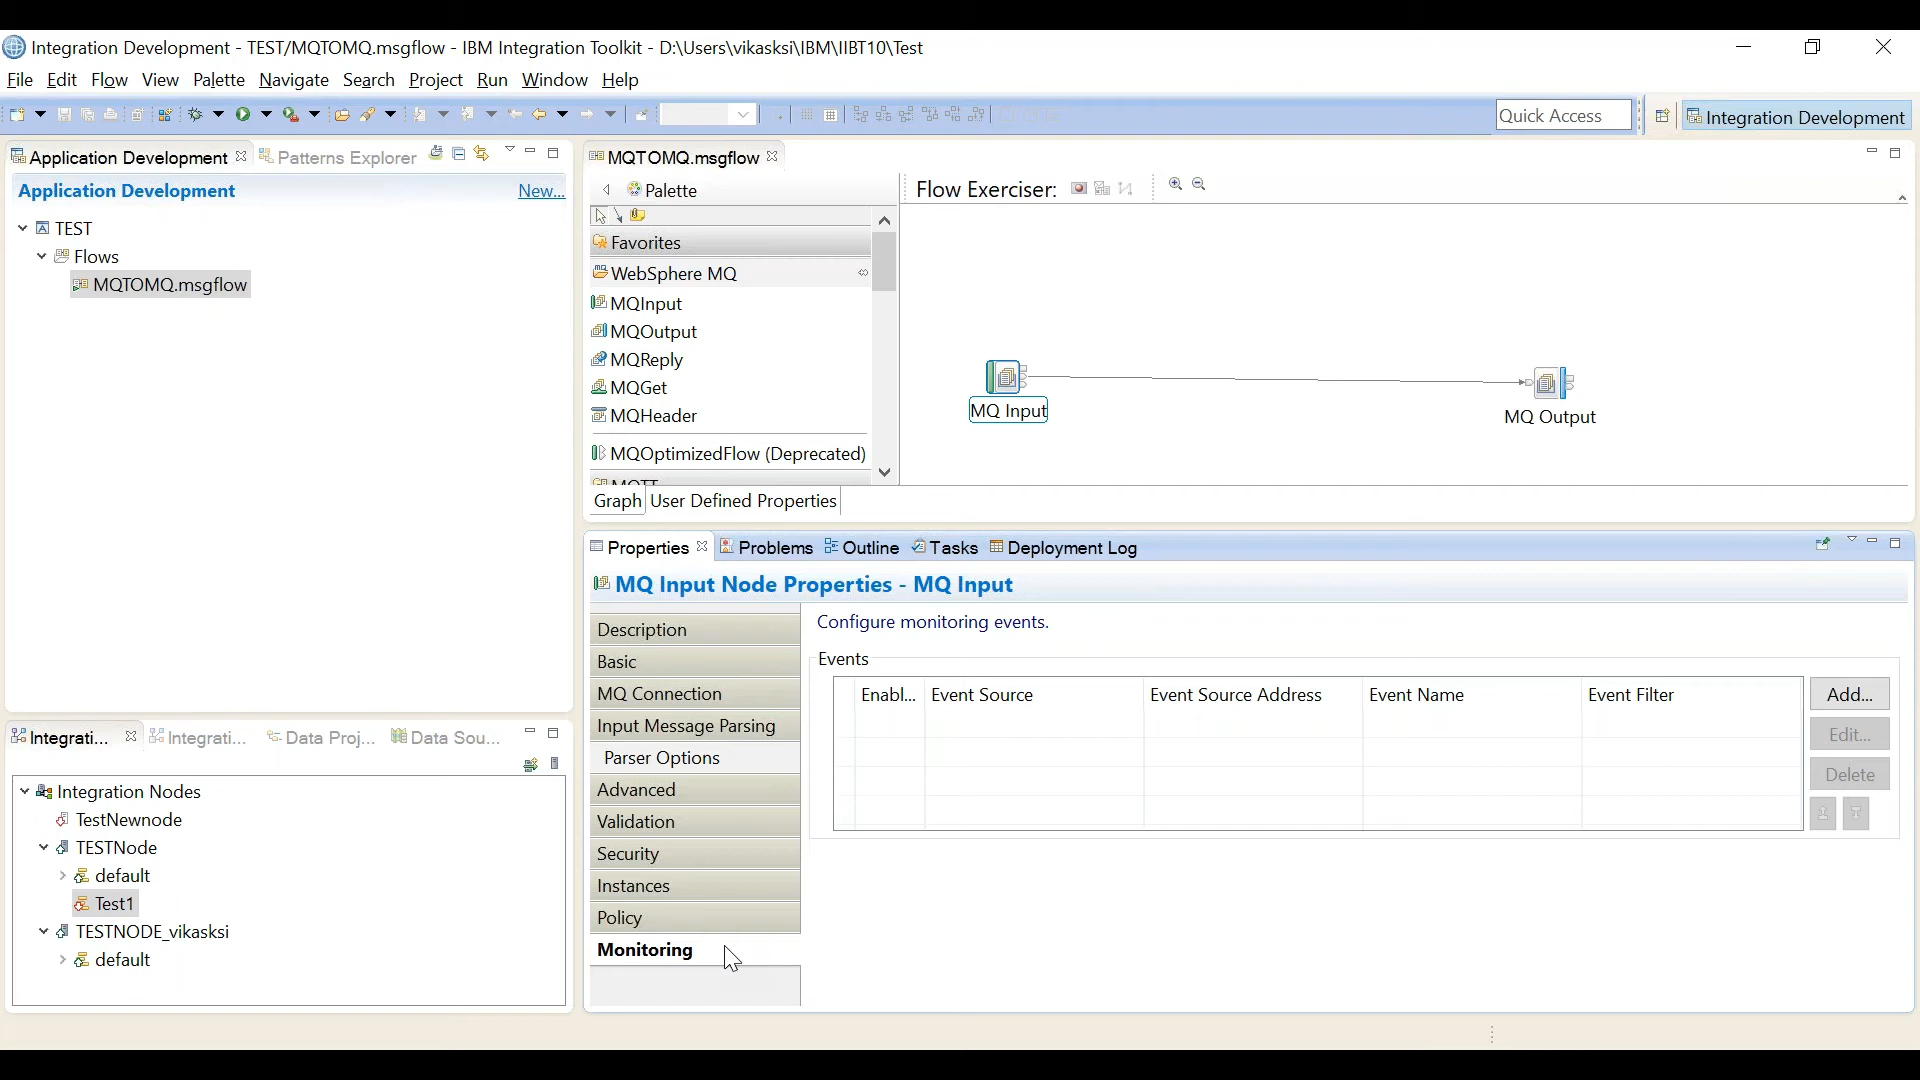 Integration Development - TEST/MQTOMQ.msgflow - IBM Integration Toolkit - D:\Users\vikasksi\IBM\IIBT10\Test
File Edit Flow View Palette Navigate Search Project Run Window Help
Quick Access
Integration Development
Application Development
Patterns Explorer
Application Development
New...
TEST
Flows
MQTOMQ.msgflow
MQTOMQ.msgflow
Palette
Flow Exerciser:
Favorites
WebSphere MQ
MQInput
MQOutput
MQReply
MQGet
MQHeader
MQOptimizedFlow (Deprecated)
MQTT
MQ Input
MQ Output
Graph
User Defined Properties
Integrati...
Integrati...
Data Proj...
Data Sou...
Integration Nodes
TestNewnode
TESTNode
default
Test1
TESTNODE_vikasksi
default
Properties
Problems
Outline
Tasks
Deployment Log
MQ Input Node Properties - MQ Input
Description
Basic
MQ Connection
Input Message Parsing
Parser Options
Advanced
Validation
Security
Instances
Policy
Monitoring
Configure monitoring events.
Events
Enabl... Event Source Event Source Address Event Name Event Filter
Add...
Edit...
Delete